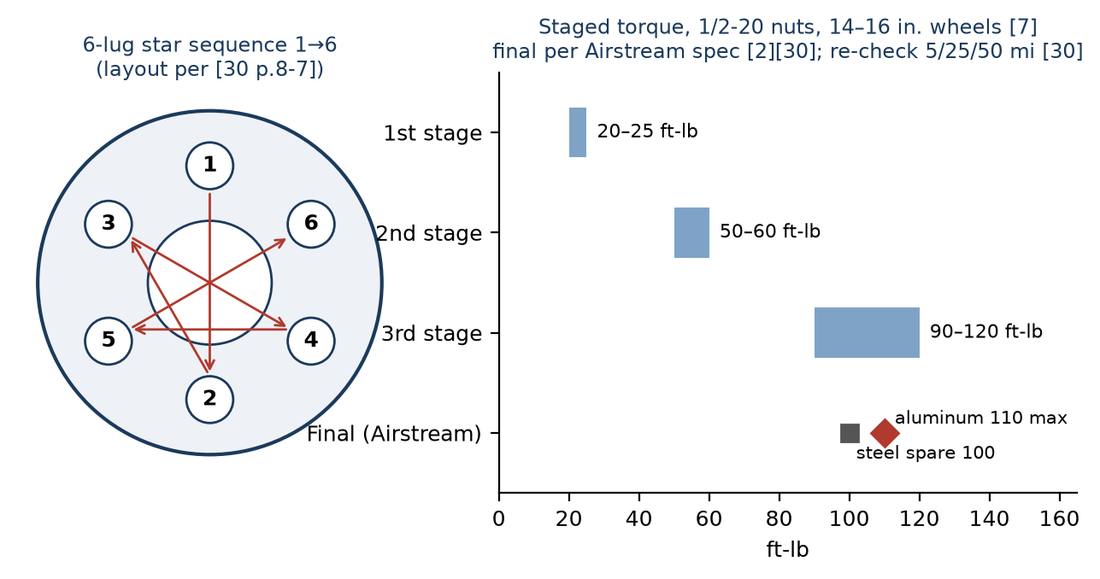 6-lug star sequence 1→6
(layout per [30 p.8-7])
1
3
6
5
4
2
Staged torque, 1/2-20 nuts, 14–16 in. wheels [7]
final per Airstream spec [2][30]; re-check 5/25/50 mi [30]
1st stage
20–25 ft-lb
2nd stage
50–60 ft-lb
3rd stage
90–120 ft-lb
Final (Airstream)
aluminum 110 max
steel spare 100
0 20 40 60 80 100 120 140 160
ft-lb